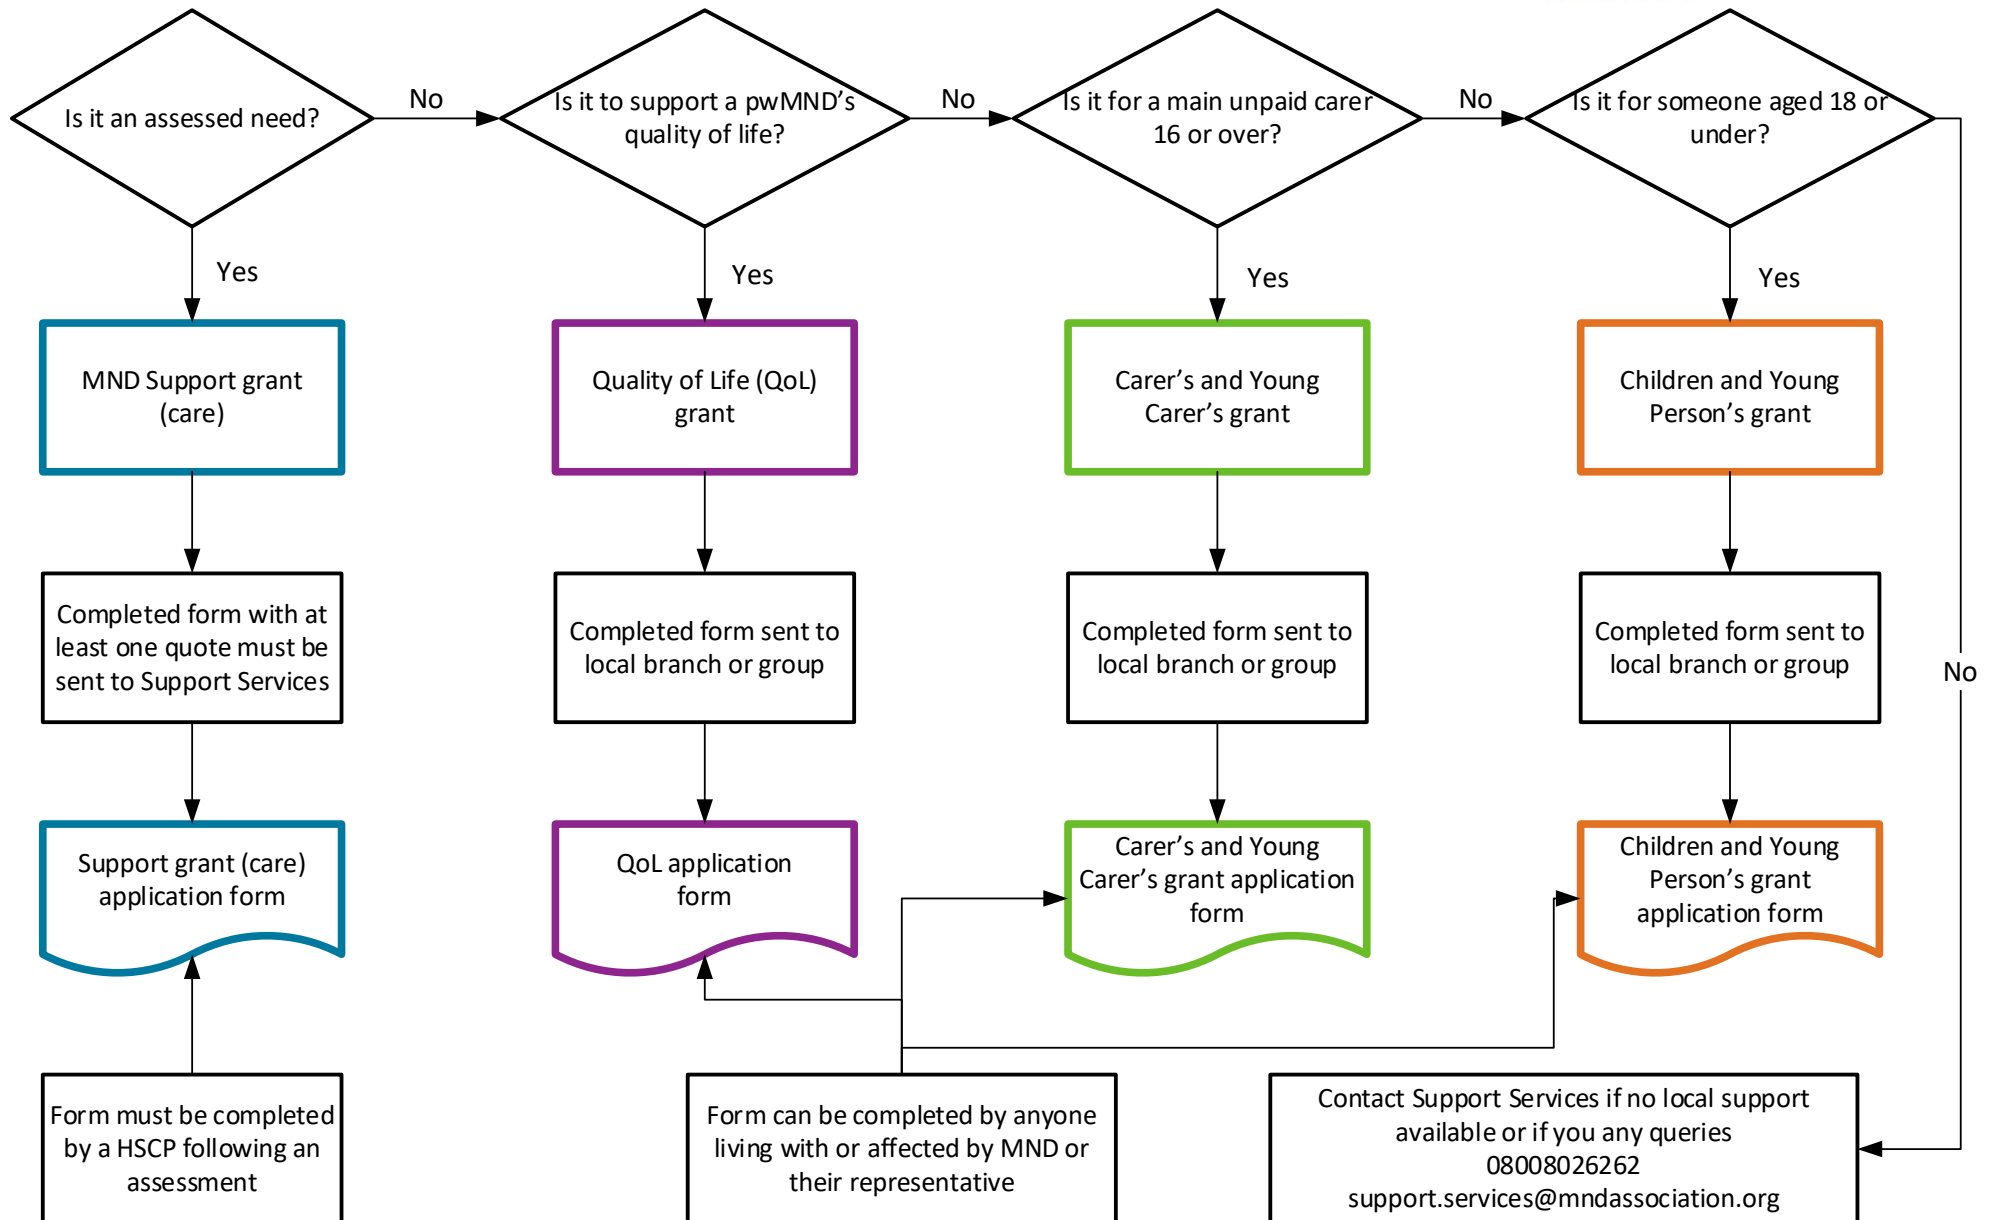 Is it an assessed need?
No
Is it to support a pwMND’s
quality of life?
No
Is it for a main unpaid carer
16 or over?
No
Is it for someone aged 18 or
under?
Yes
Yes
Yes
Yes
MND Support grant
(care)
Quality of Life (QoL)
grant
Carer’s and Young
Carer’s grant
Children and Young
Person’s grant
Completed form with at
least one quote must be
sent to Support Services
Completed form sent to
local branch or group
Completed form sent to
local branch or group
Completed form sent to
local branch or group
No
Support grant (care)
application form
QoL application
form
Carer’s and Young
Carer’s grant application
form
Children and Young
Person’s grant
application form
Form must be completed
by a HSCP following an
assessment
Form can be completed by anyone
living with or affected by MND or
their representative
Contact Support Services if no local support
available or if you any queries
08008026262
support.services@mndassociation.org